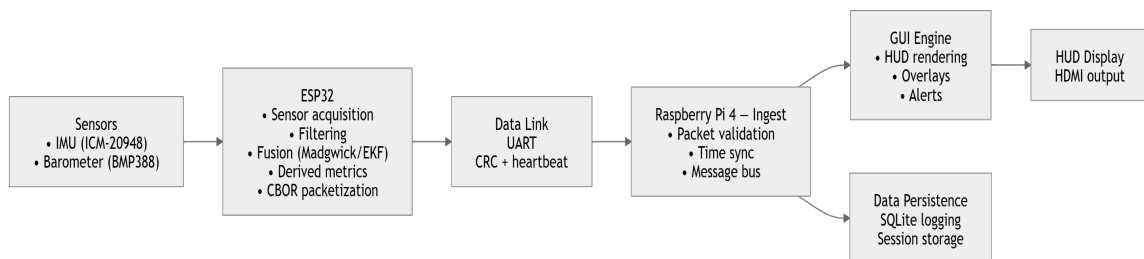 Sensors
• IMU (ICM-20948)
• Barometer (BMP388)
ESP32
• Sensor acquisition
• Filtering
• Fusion (Madgwick/EKF)
• Derived metrics
• CBOR packetization
Data Link
UART
CRC + heartbeat
Raspberry Pi 4 — Ingest
• Packet validation
• Time sync
• Message bus
GUI Engine
• HUD rendering
• Overlays
• Alerts
HUD Display
HDMI output
Data Persistence
SQLite logging
Session storage